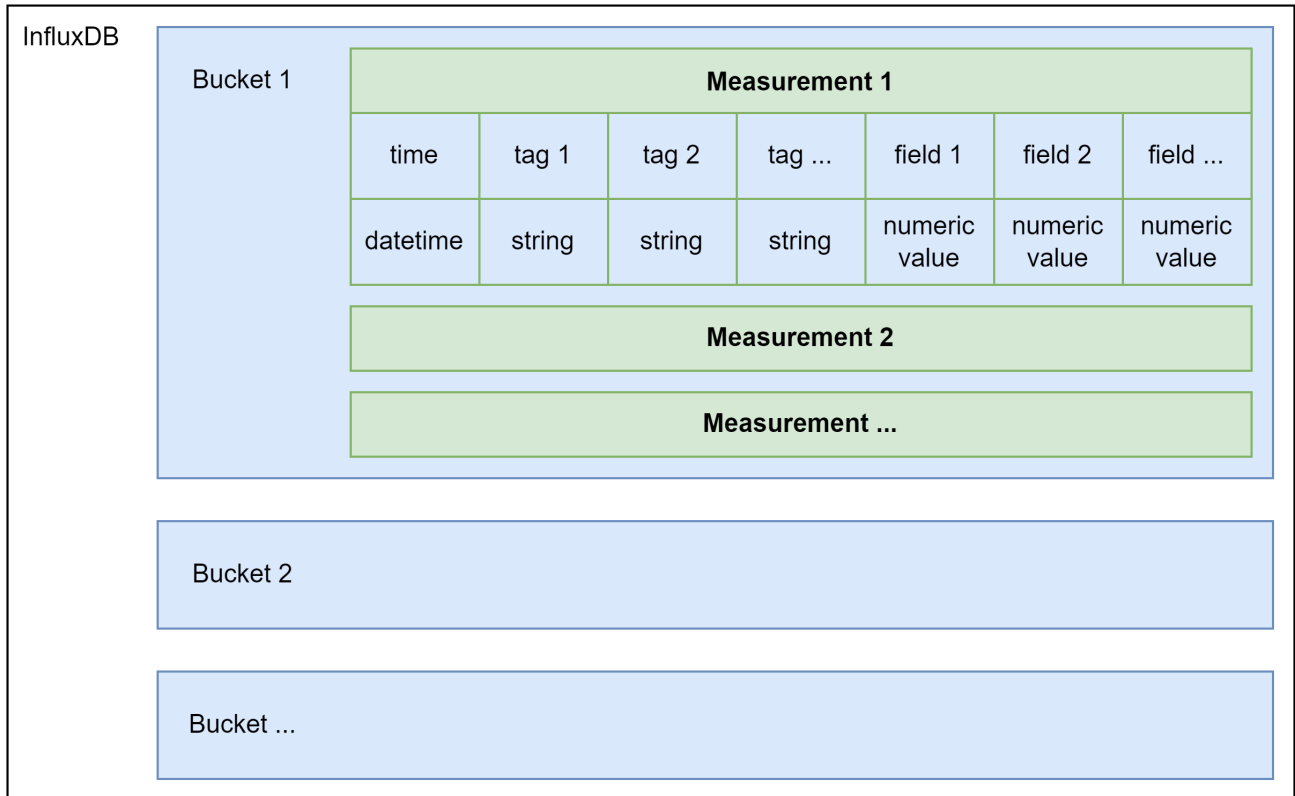 InfluxDB
Bucket 1
Measurement 1
time tag 1 tag 2 tag ... field 1 field 2 field ...
datetime string string string numeric value numeric value numeric value
Measurement 2
Measurement ...
Bucket 2
Bucket ...